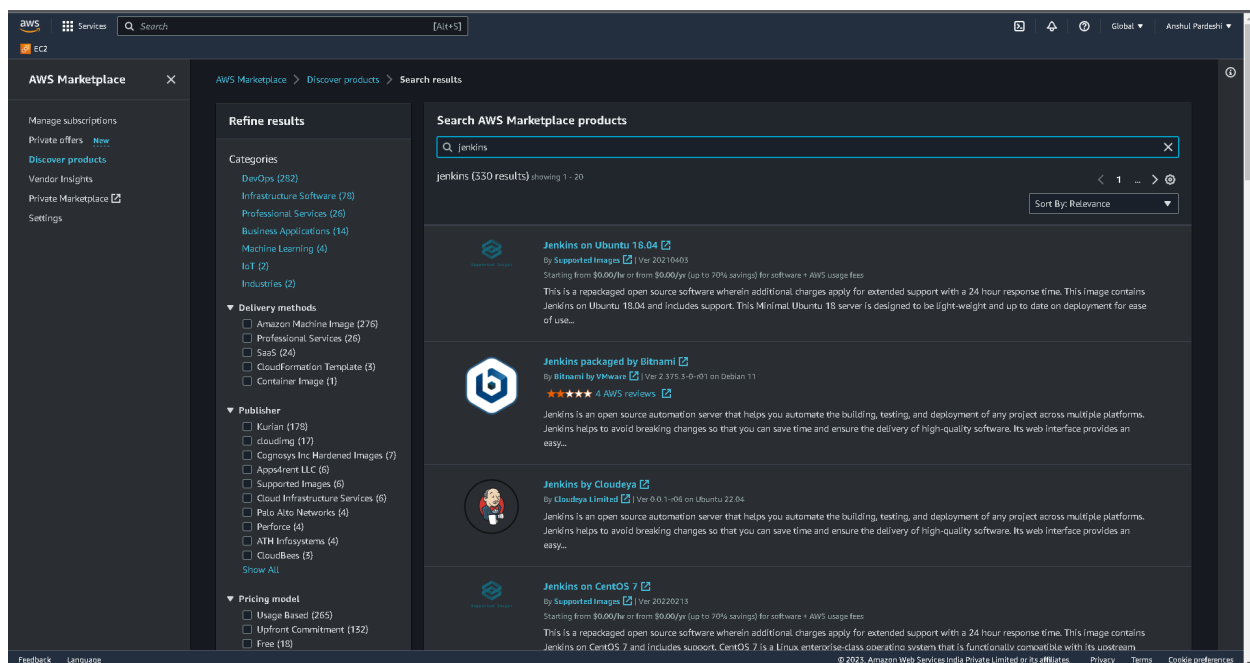 aws
Services
Search
[Alt+S]
Global ▼
Anshul Pardeshi ▼
EC2
AWS Marketplace
Manage subscriptions
Private offers New
Discover products
Vendor Insights
Private Marketplace
Settings
AWS Marketplace > Discover products > Search results
Refine results
Categories
DevOps (282)
Infrastructure Software (78)
Professional Services (26)
Business Applications (14)
Machine Learning (4)
IoT (2)
Industries (2)
▼ Delivery methods
Amazon Machine Image (276)
Professional Services (26)
SaaS (24)
CloudFormation Template (3)
Container Image (1)
▼ Publisher
Kurian (178)
cloudimg (17)
Cognosys Inc Hardened Images (7)
Apps4rent LLC (6)
Supported Images (6)
Cloud Infrastructure Services (6)
Palo Alto Networks (4)
Perforce (4)
ATH Infosystems (4)
CloudBees (3)
Show All
▼ Pricing model
Usage Based (265)
Upfront Commitment (132)
Free (18)
Search AWS Marketplace products
jenkins
jenkins (330 results) showing 1 - 20
< 1 ... >
Sort By: Relevance
Jenkins on Ubuntu 18.04
By Supported Images | Ver 20210403
Starting from $0.00/hr or from $0.00/yr (up to 70% savings) for software + AWS usage fees
This is a repackaged open source software wherein additional charges apply for extended support with a 24 hour response time. This image contains
Jenkins on Ubuntu 18.04 and includes support. This Minimal Ubuntu 18 server is designed to be light-weight and up to date on deployment for ease
of use...
Jenkins packaged by Bitnami
By Bitnami by VMware | Ver 2.375.3-0-r01 on Debian 11
4 AWS reviews
Jenkins is an open source automation server that helps you automate the building, testing, and deployment of any project across multiple platforms.
Jenkins helps to avoid breaking changes so that you can save time and ensure the delivery of high-quality software. Its web interface provides an
easy...
Jenkins by Cloudeya
By Cloudeya Limited | Ver 0.0.1-r06 on Ubuntu 22.04
Jenkins is an open source automation server that helps you automate the building, testing, and deployment of any project across multiple platforms.
Jenkins helps to avoid breaking changes so that you can save time and ensure the delivery of high-quality software. Its web interface provides an
easy...
Jenkins on CentOS 7
By Supported Images | Ver 20220213
Starting from $0.00/hr or from $0.00/yr (up to 70% savings) for software + AWS usage fees
This is a repackaged open source software wherein additional charges apply for extended support with a 24 hour response time. This image contains
Jenkins on CentOS 7 and includes support. CentOS 7 is a Linux enterprise-class operating system that is functionally compatible with its upstream
Feedback Language
© 2023, Amazon Web Services India Private Limited or its affiliates. Privacy Terms Cookie preferences